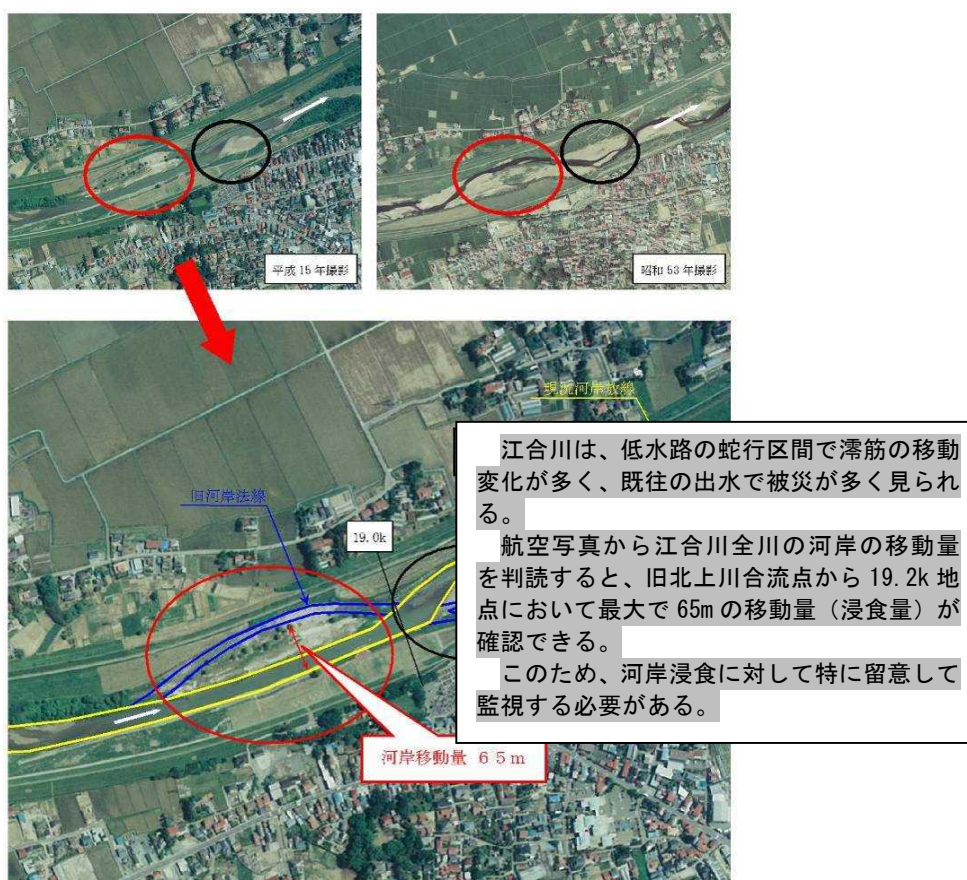 平成15年撮影
昭和53年撮影
現況河岸法線
旧河岸法線
19.0k
江合川は、低水路の蛇行区間で澪筋の移動
変化が多く、既往の出水で被災が多く見られ
る。
航空写真から江合川全川の河岸の移動量
を判読すると、旧北上川合流点から 19.2k 地
点において最大で 65m の移動量（浸食量）が
確認できる。
このため、河岸浸食に対して特に留意して
監視する必要がある。
河岸移動量 65m